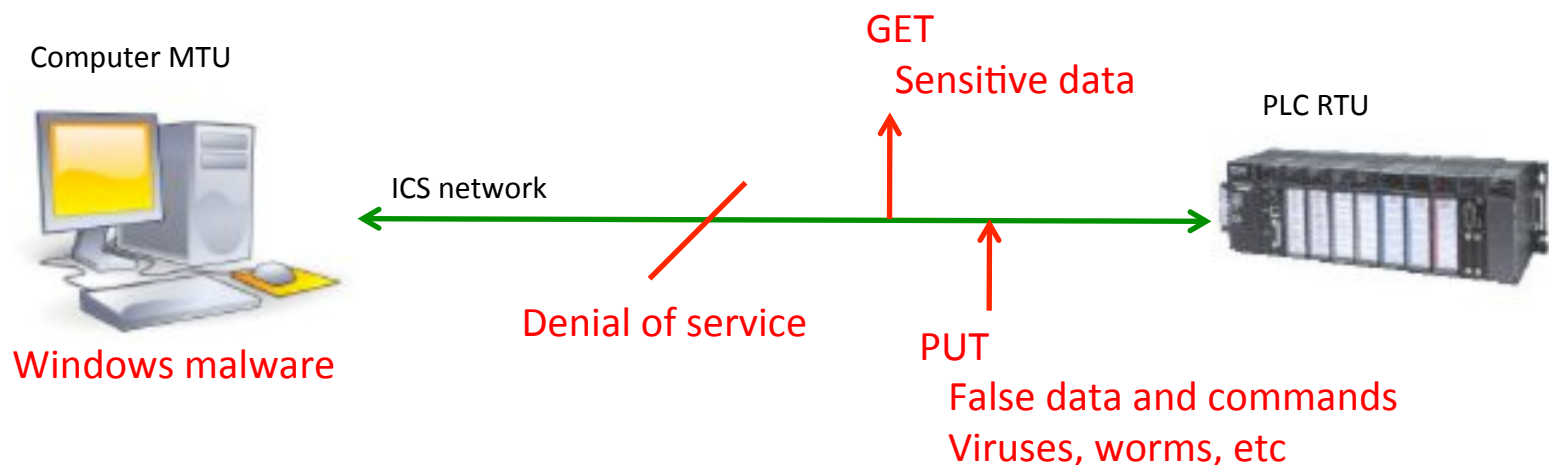 GET
Sensitive data
Computer MTU
PLC RTU
ICS network
Denial of service
PUT
Windows malware
False data and commands
Viruses, worms, etc